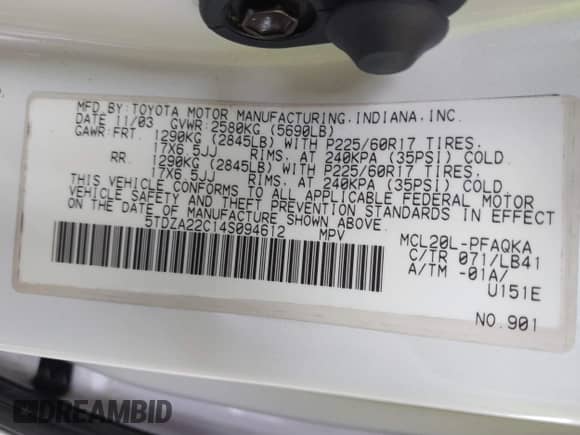 MFD.BY:TOYOTA MOTOR MANUFACTURING,INDIANA,INC.
DATE 11/03 GVWR:2580KG (5690LB)
GAWR:FRT. 1290KG (2845LB) WITH P225/60R17 TIRES,
17X6.5JJ RIMS, AT 240KPA (35PSI) COLD.
RR. 1290KG (2845LB) WITH P225/60R17 TIRES,
17X6.5JJ RIMS, AT 240KPA (35PSI) COLD.
THIS VEHICLE CONFORMS TO ALL APPLICABLE FEDERAL MOTOR
VEHICLE SAFETY AND THEFT PREVENTION STANDARDS IN EFFECT
ON THE DATE OF MANUFACTURE SHOWN ABOVE.
5TDZA22C14S094612 MPV
MCL20L-PFAQKA
C/TR 071/LB41
A/TM -01A/
U151E
NO.901
DREAMBID